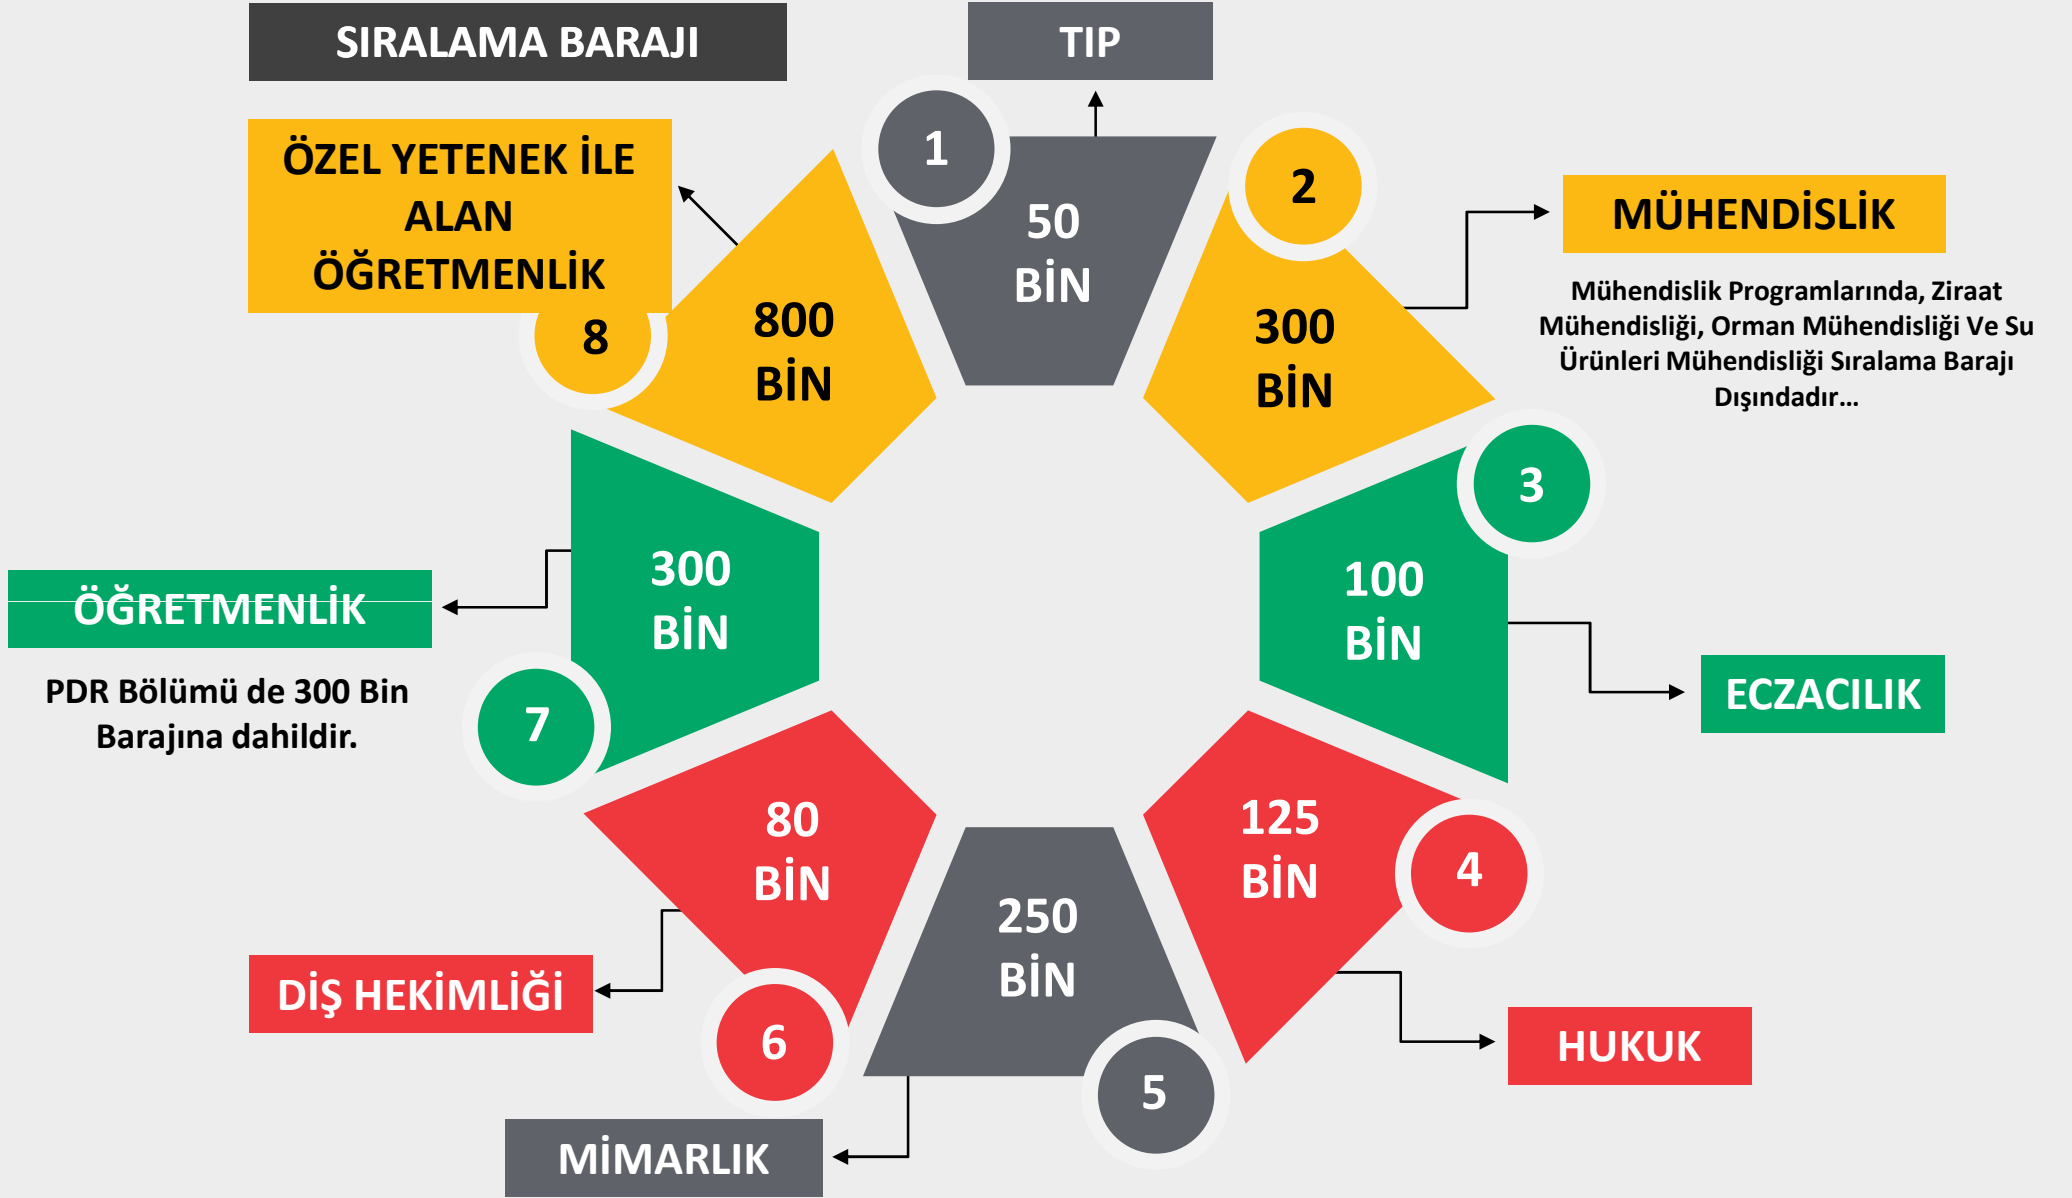 SIRALAMA BARAJI
TIP
1
50
BİN
2
300
BİN
MÜHENDİSLİK
Mühendislik Programlarında, Ziraat
Mühendisliği, Orman Mühendisliği Ve Su
Ürünleri Mühendisliği Sıralama Barajı
Dışındadır...
3
100
BİN
ECZACILIK
4
125
BİN
HUKUK
5
250
BİN
MİMARLIK
6
80
BİN
DİŞ HEKİMLİĞİ
7
300
BİN
ÖĞRETMENLİK
PDR Bölümü de 300 Bin
Barajına dahildir.
8
800
BİN
ÖZEL YETENEK İLE
ALAN
ÖĞRETMENLİK